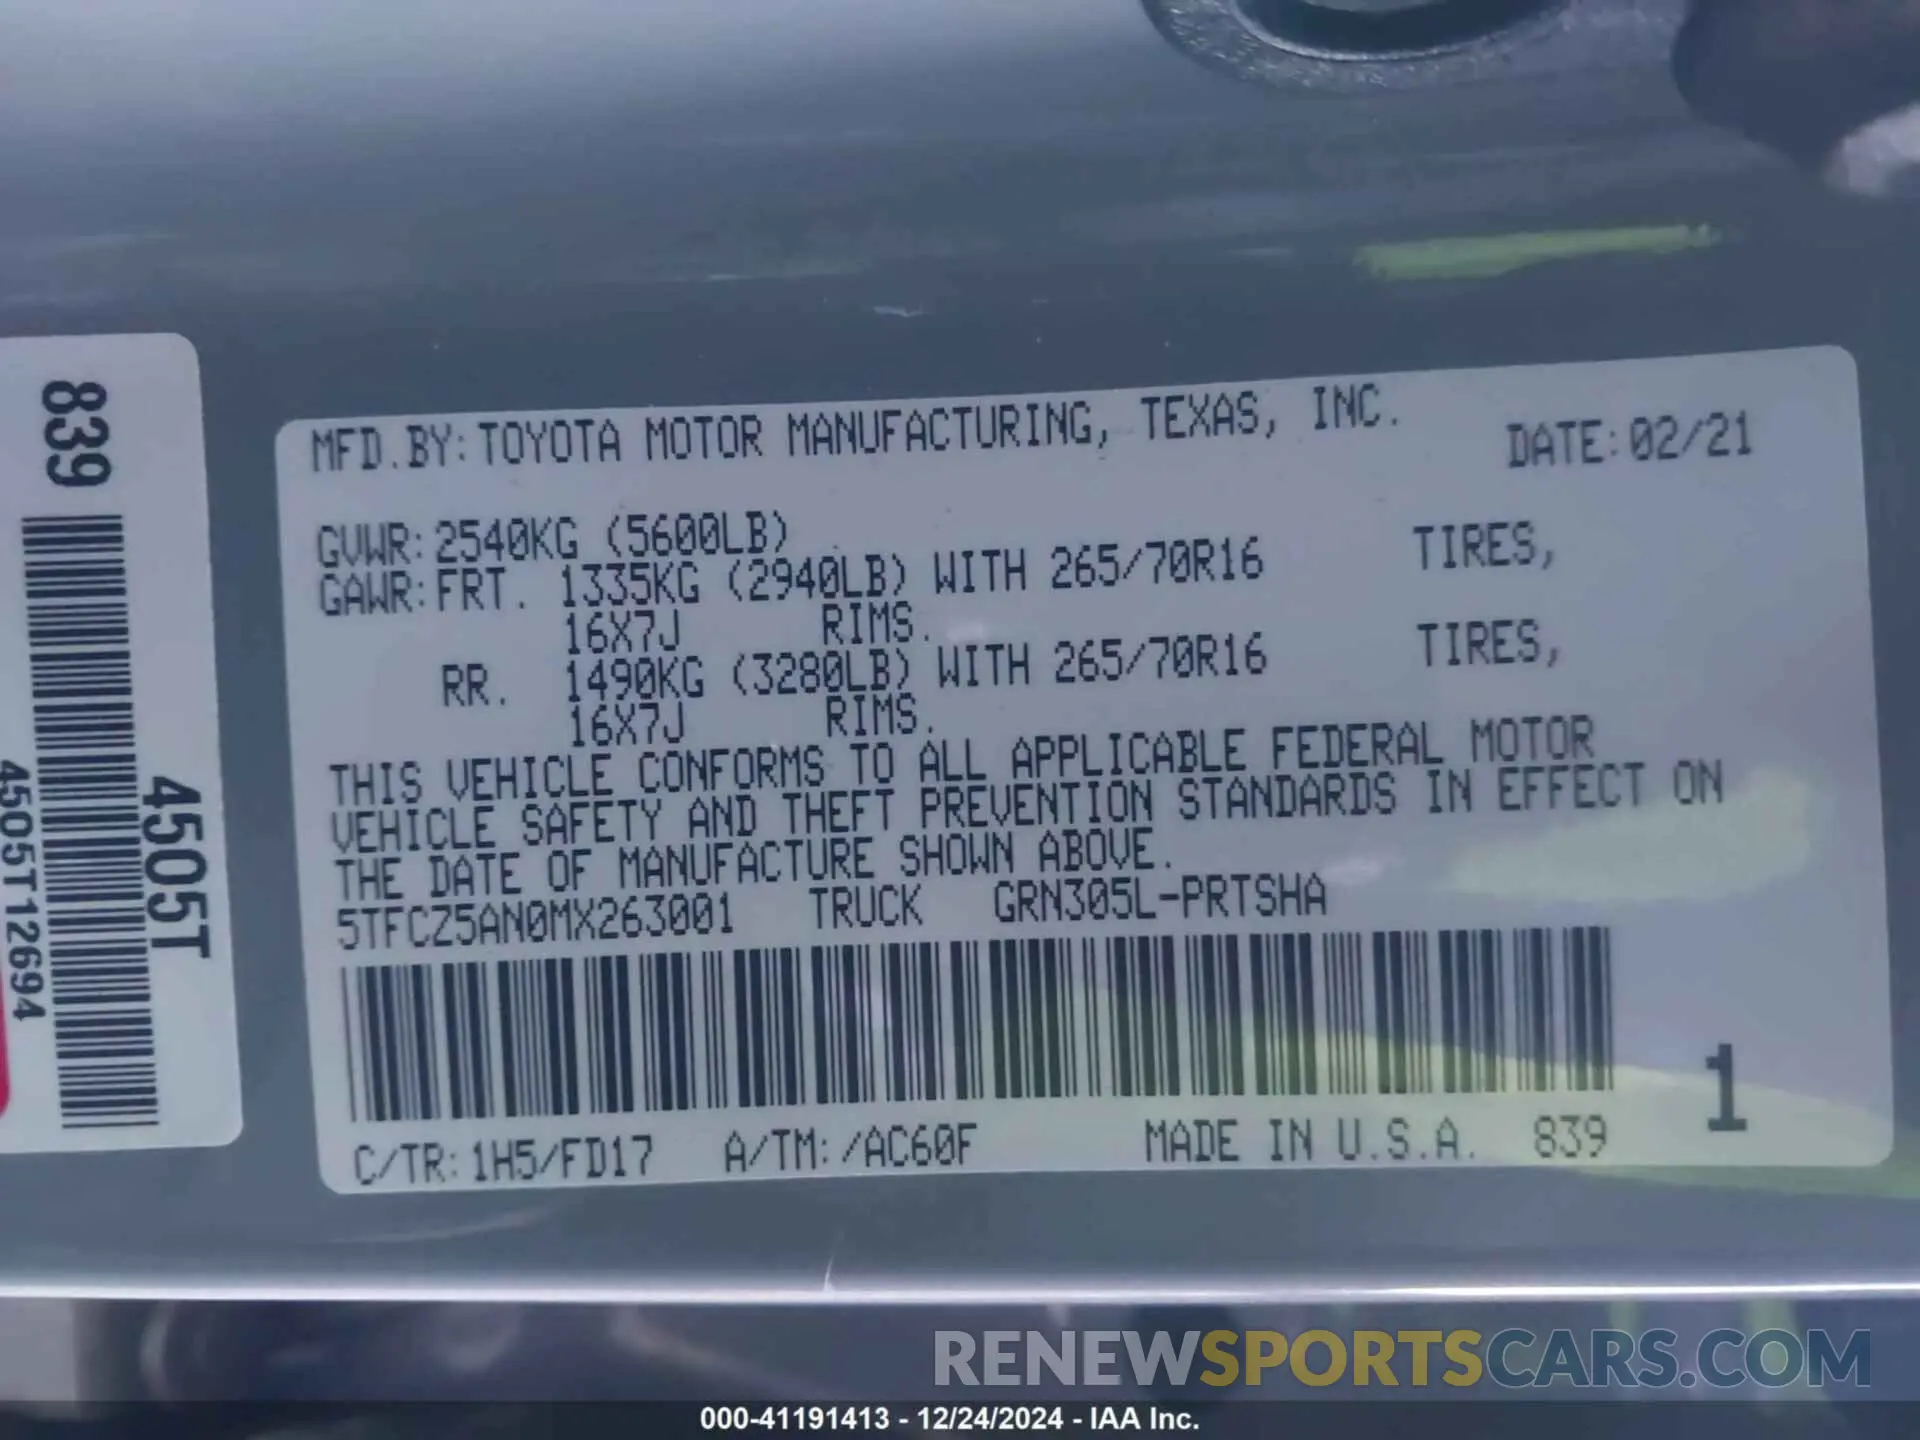 839
4505T
4505T12694
MFD.BY:TOYOTA MOTOR MANUFACTURING, TEXAS, INC.
DATE:02/21
GVWR:2540KG (5600LB)
GAWR:FRT. 1335KG (2940LB) WITH 265/70R16 TIRES,
16X7J RIMS.
RR. 1490KG (3280LB) WITH 265/70R16 TIRES,
16X7J RIMS.
THIS VEHICLE CONFORMS TO ALL APPLICABLE FEDERAL MOTOR
VEHICLE SAFETY AND THEFT PREVENTION STANDARDS IN EFFECT ON
THE DATE OF MANUFACTURE SHOWN ABOVE.
5TFCZ5AN0MX263001 TRUCK GRN305L-PRTSHA
1
C/TR:1H5/FD17 A/TM:/AC60F MADE IN U.S.A. 839
RENEWSPORTSCARS.COM
000-41191413 - 12/24/2024 - IAA Inc.